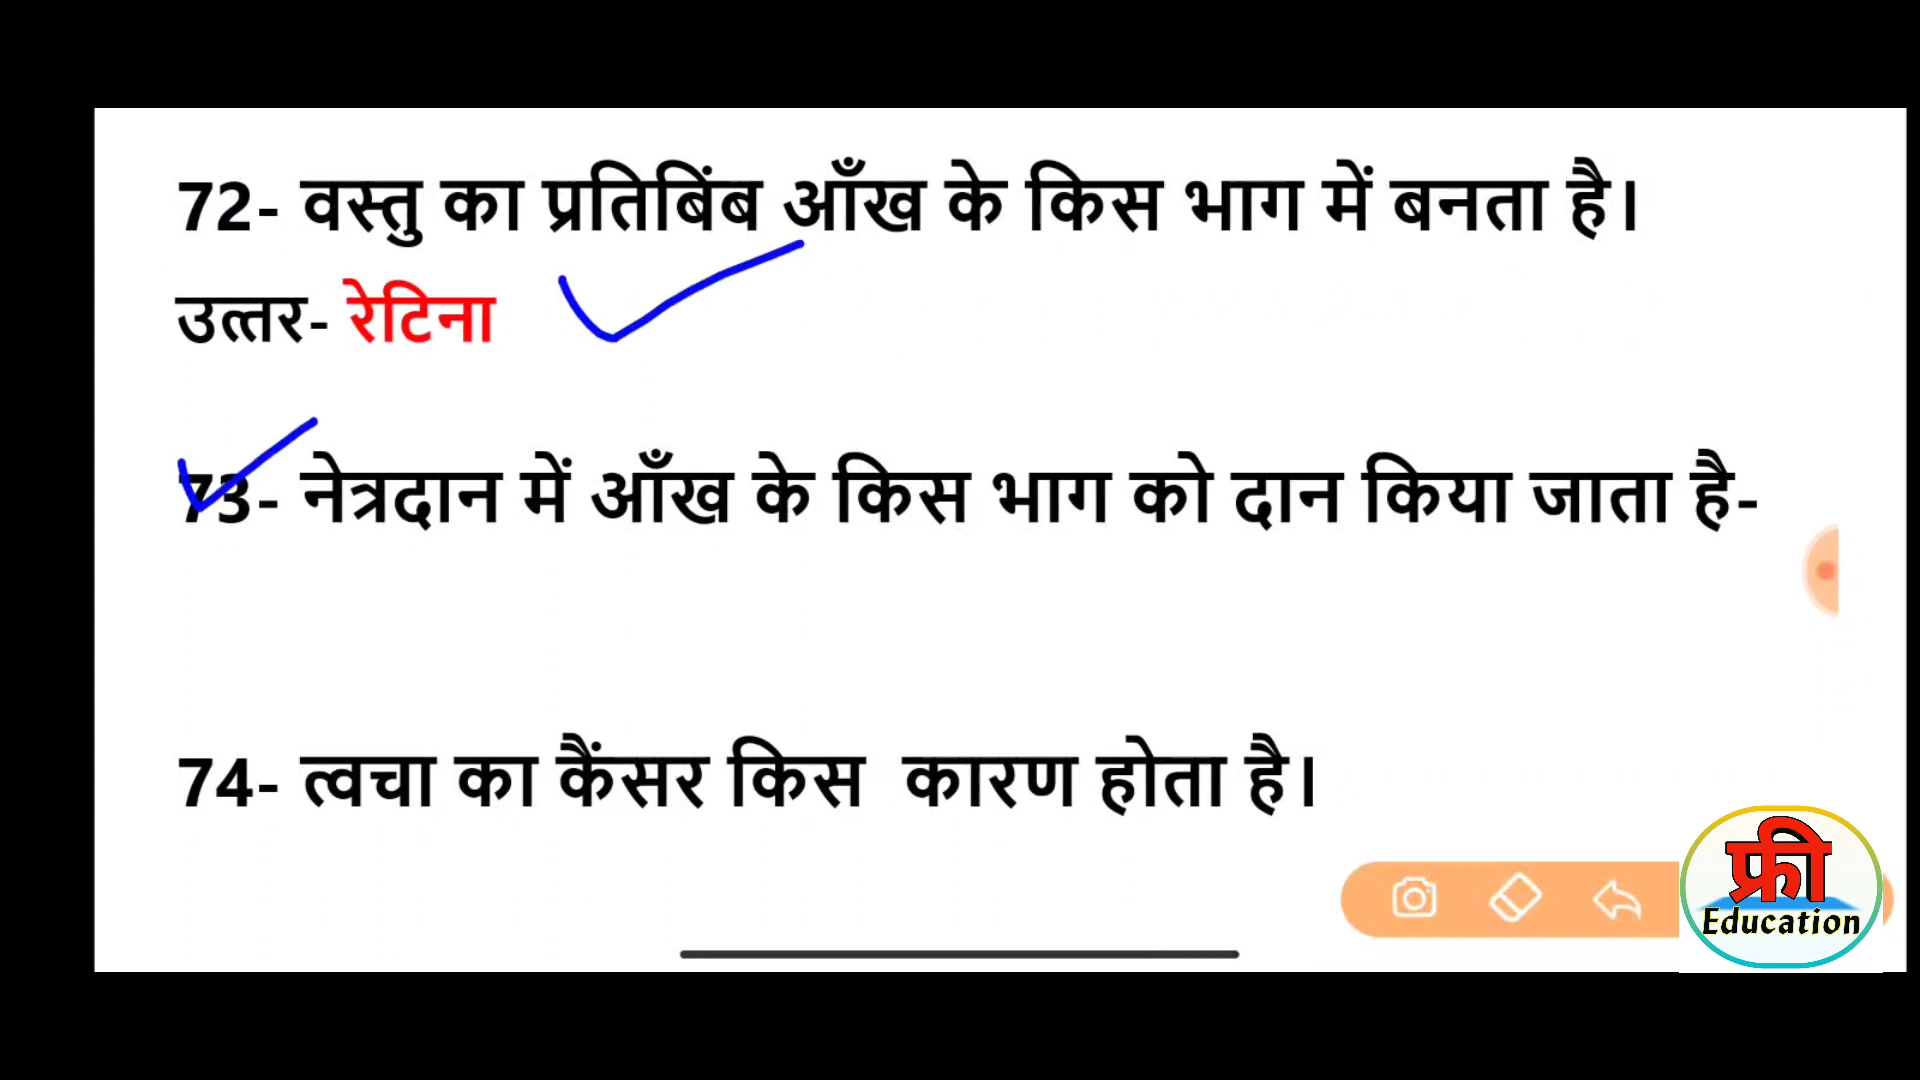 72- वस्तु का प्रतिबिंब आँख के किस भाग में बनता है।
उत्तर- रेटिना
73- नेत्रदान में आँख के किस भाग को दान किया जाता है-
74- त्वचा का कैंसर किस कारण होता है।
फ्री
Education